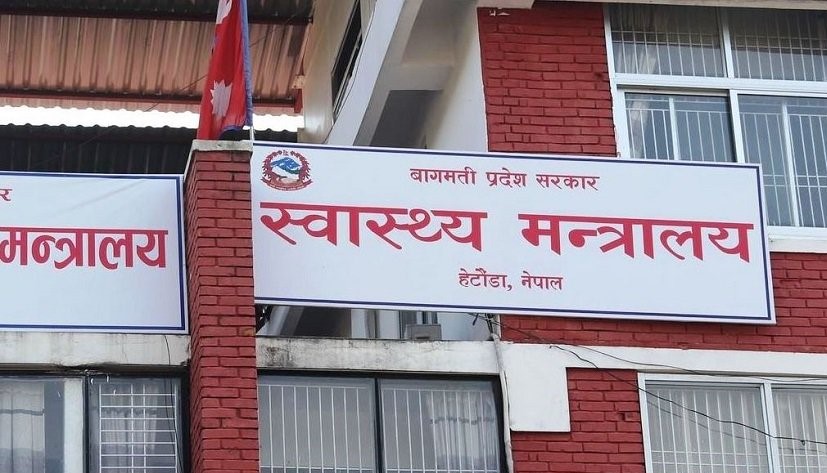 र
मन्त्रालय
बागमती प्रदेश सरकार
स्वास्थ्य मन्त्रालय
हेटौंडा, नेपाल